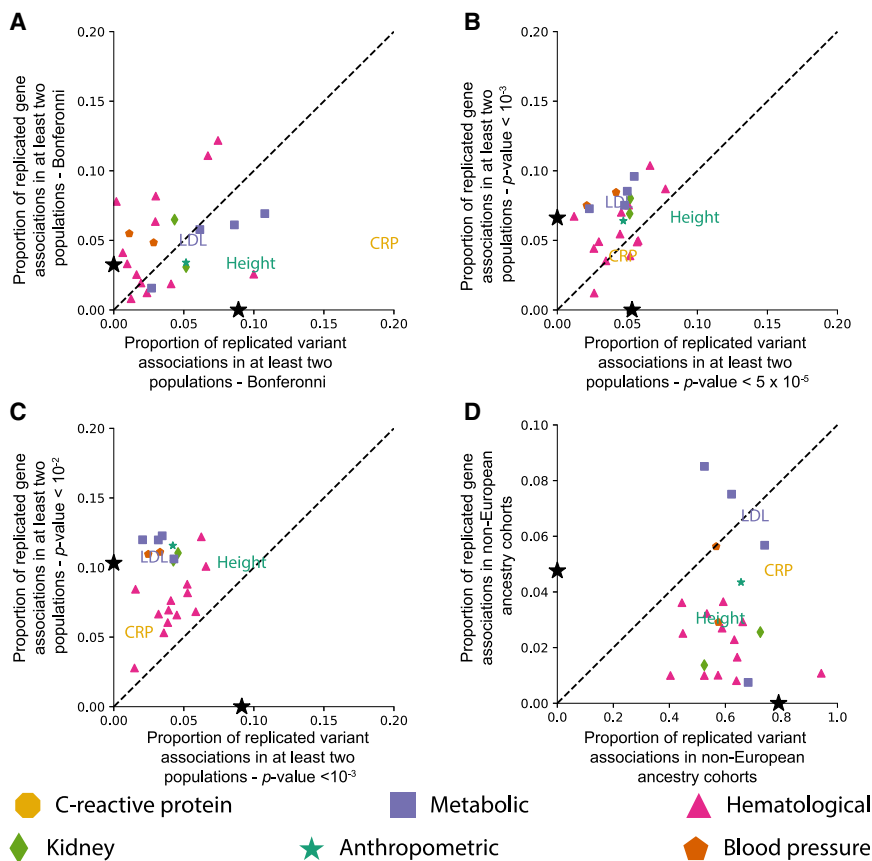 A
Proportion of replicated gene
associations in at least two
populations - Bonferonni
0.20
0.15
0.10
0.05
0.00
0.00
0.05
0.10
0.15
0.20
LDL
Height
CRP
Proportion of replicated variant
associations in at least two
populations - Bonferonni
B
Proportion of replicated gene
associations in at least two
populations - p-value < 10⁻³
0.20
0.15
0.10
0.05
0.00
0.00
0.05
0.10
0.15
0.20
LDL
Height
CRP
Proportion of replicated variant
associations in at least two
populations - p-value < 5 x 10⁻⁵
C
Proportion of replicated gene
associations in at least two
populations - p-value < 10⁻²
0.20
0.15
0.10
0.05
0.00
0.00
0.05
0.10
0.15
0.20
LDL
Height
CRP
Proportion of replicated variant
associations in at least two
populations - p-value <10⁻³
D
Proportion of replicated gene
associations in non-European
ancestry cohorts
0.10
0.08
0.06
0.04
0.02
0.00
0.0
0.2
0.4
0.6
0.8
1.0
LDL
CRP
Height
Proportion of replicated variant
associations in non-European
ancestry cohorts
C-reactive protein
Metabolic
Hematological
Kidney
Anthropometric
Blood pressure